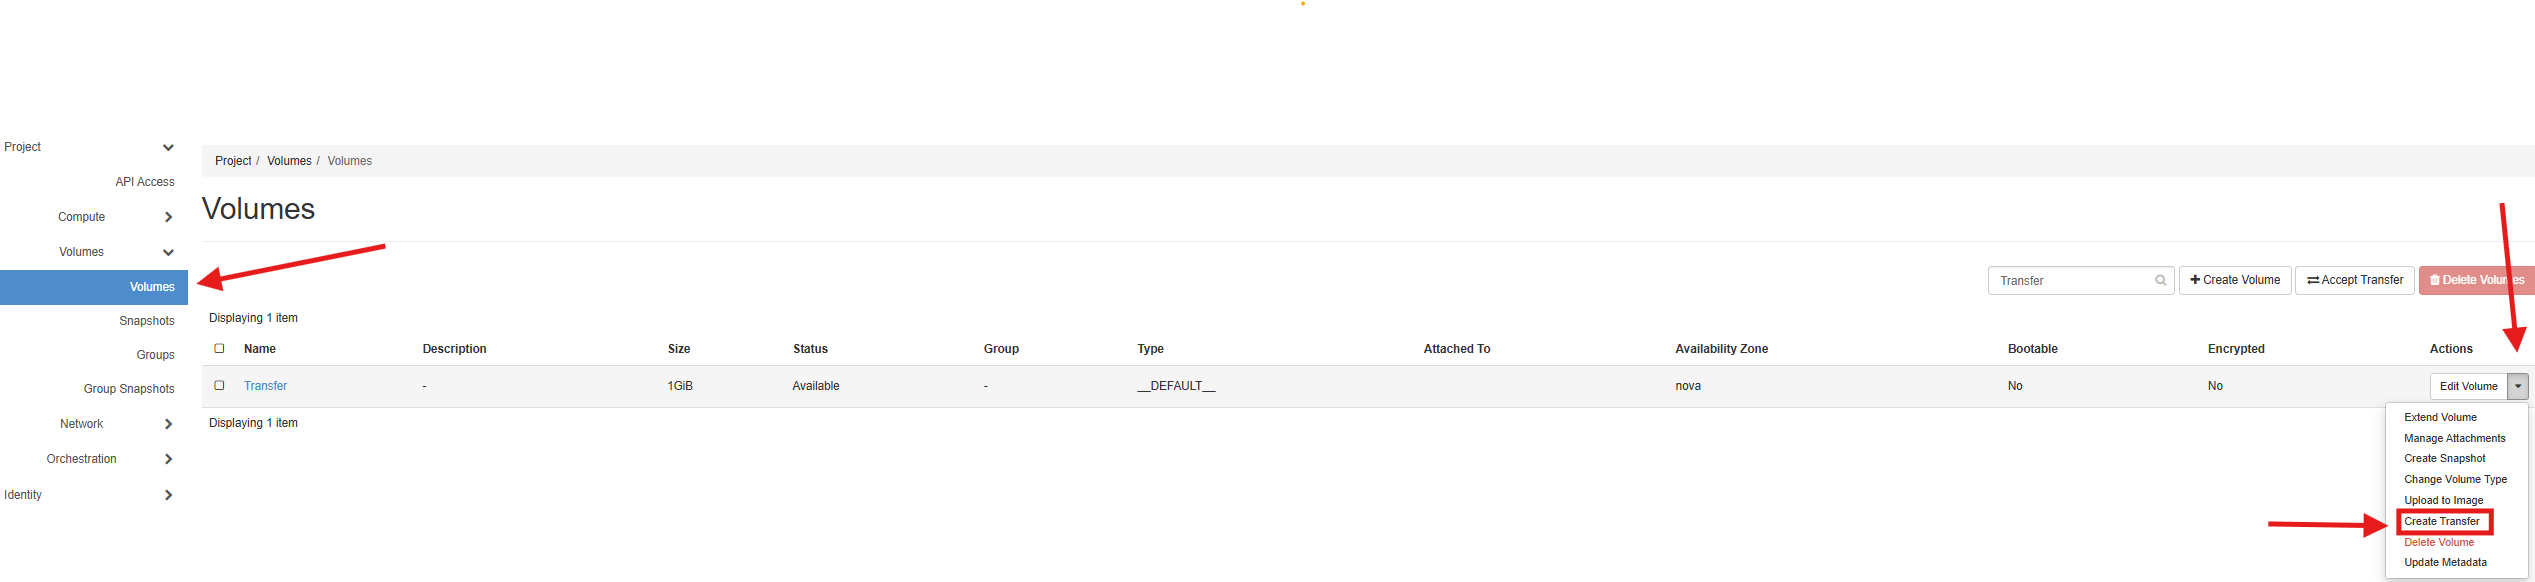 Project
API Access
Compute
Volumes
Volumes
Snapshots
Groups
Group Snapshots
Network
Orchestration
Identity
Project / Volumes / Volumes
Volumes
Transfer Create Volume Accept Transfer Delete Volumes
Displaying 1 item
Name Description Size Status Group Type Attached To Availability Zone Bootable Encrypted Actions
Transfer - 1GiB Available - __DEFAULT__ nova No No Edit Volume
Displaying 1 item
Extend Volume
Manage Attachments
Create Snapshot
Change Volume Type
Upload to Image
Create Transfer
Delete Volume
Update Metadata